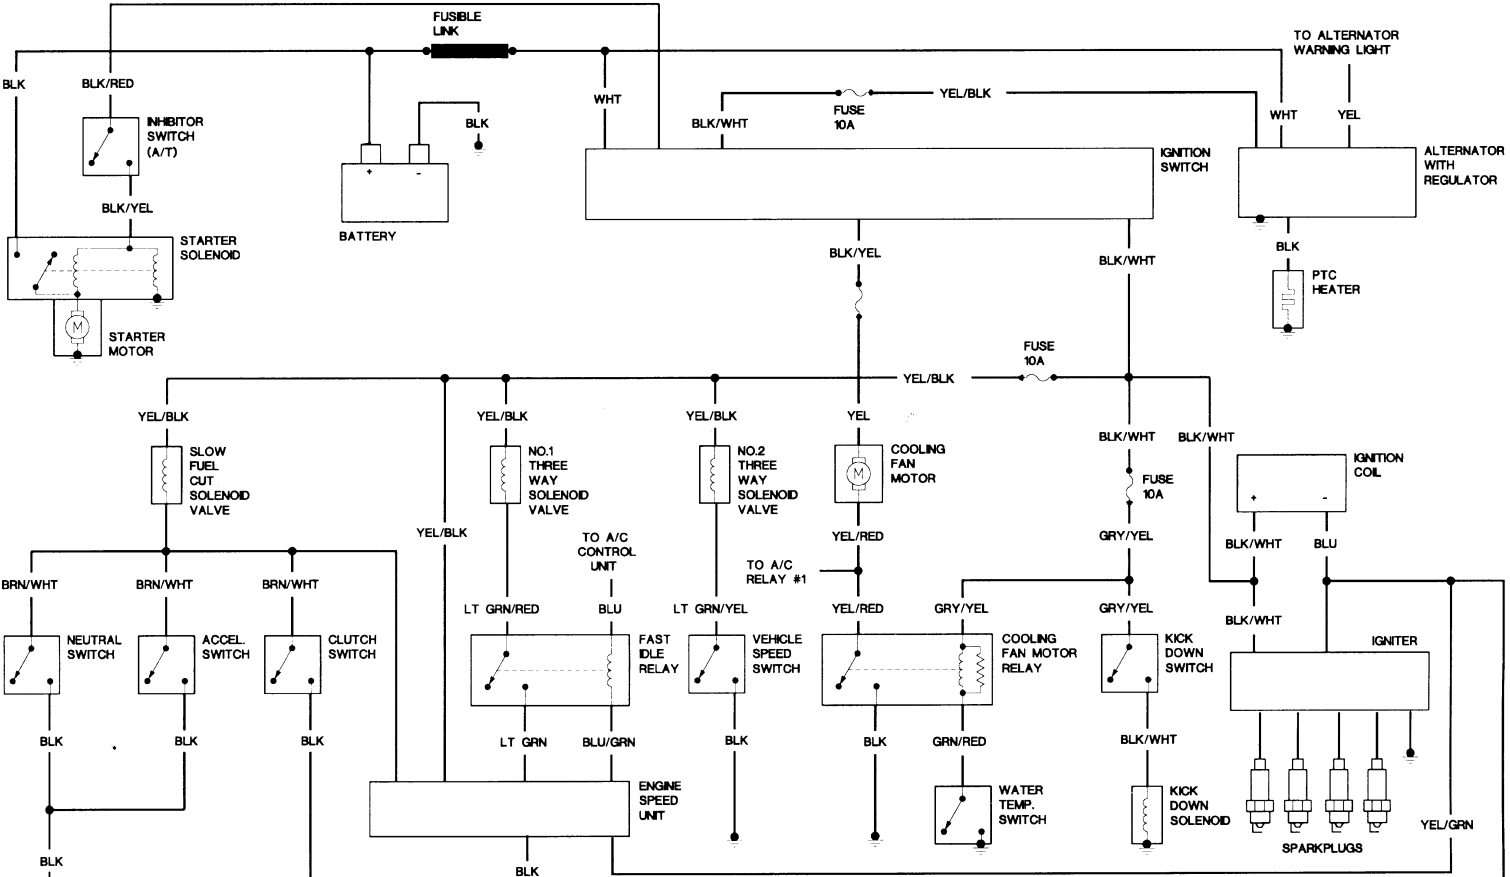 FUSIBLE
LINK
TO ALTERNATOR
WARNING LIGHT
BLK
BLK/RED
WHT
YEL/BLK
FUSE
10A
BLK/WHT
WHT
YEL
INHIBITOR
SWITCH
(A/T)
BLK
IGNITION
SWITCH
ALTERNATOR
WITH
REGULATOR
+
-
BLK/YEL
BATTERY
STARTER
SOLENOID
BLK/YEL
BLK/WHT
BLK
PTC
HEATER
M
STARTER
MOTOR
FUSE
10A
YEL/BLK
YEL/BLK
YEL/BLK
YEL/BLK
YEL
BLK/WHT
BLK/WHT
SLOW
FUEL
CUT
SOLENOID
VALVE
NO.1
THREE
WAY
SOLENOID
VALVE
NO.2
THREE
WAY
SOLENOID
VALVE
M
COOLING
FAN
MOTOR
FUSE
10A
IGNITION
COIL
+
-
YEL/BLK
TO A/C
CONTROL
UNIT
YEL/RED
GRY/YEL
BLK/WHT
BLU
TO A/C
RELAY #1
BRN/WHT
BRN/WHT
BRN/WHT
LT GRN/RED
BLU
LT GRN/YEL
YEL/RED
GRY/YEL
GRY/YEL
BLK/WHT
NEUTRAL
SWITCH
ACCEL.
SWITCH
CLUTCH
SWITCH
FAST
IDLE
RELAY
VEHICLE
SPEED
SWITCH
COOLING
FAN MOTOR
RELAY
KICK
DOWN
SWITCH
IGNITER
BLK
BLK
BLK
LT GRN
BLU/GRN
BLK
BLK
GRN/RED
BLK/WHT
ENGINE
SPEED
UNIT
WATER
TEMP.
SWITCH
KICK
DOWN
SOLENOID
SPARKPLUGS
YEL/GRN
BLK
BLK